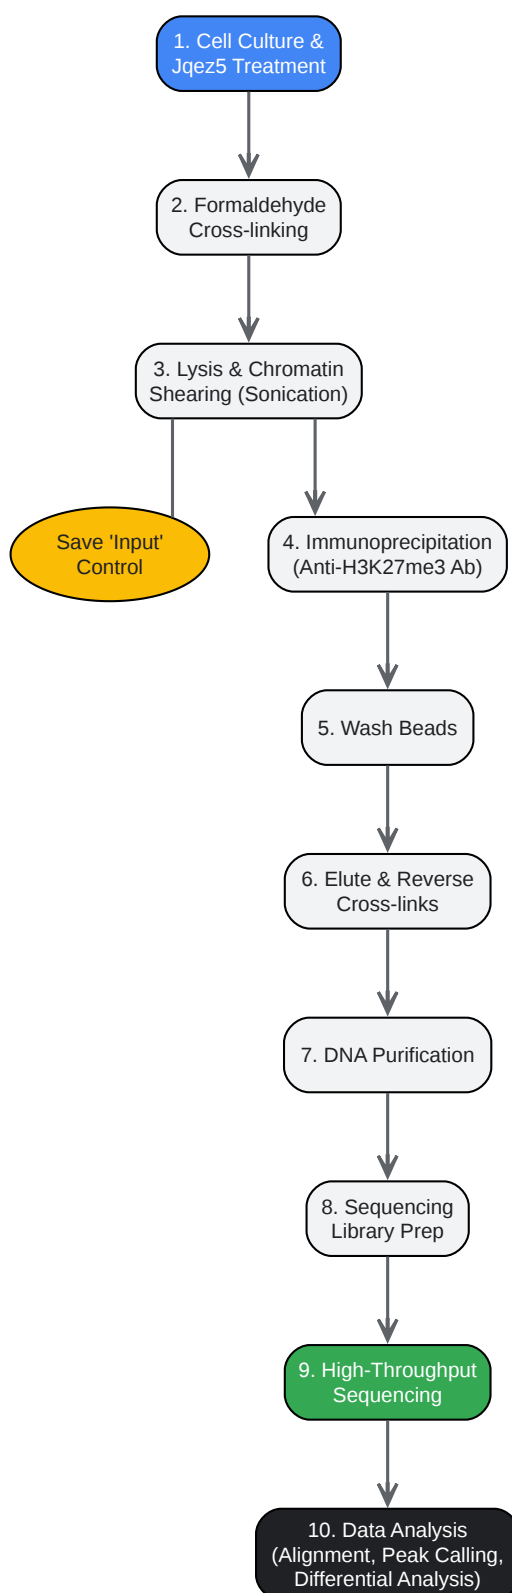 1. Cell Culture &
Jqez5 Treatment
2. Formaldehyde
Cross-linking
3. Lysis & Chromatin
Shearing (Sonication)
Save 'Input'
Control
4. Immunoprecipitation
(Anti-H3K27me3 Ab)
5. Wash Beads
6. Elute & Reverse
Cross-links
7. DNA Purification
8. Sequencing
Library Prep
9. High-Throughput
Sequencing
10. Data Analysis
(Alignment, Peak Calling,
Differential Analysis)